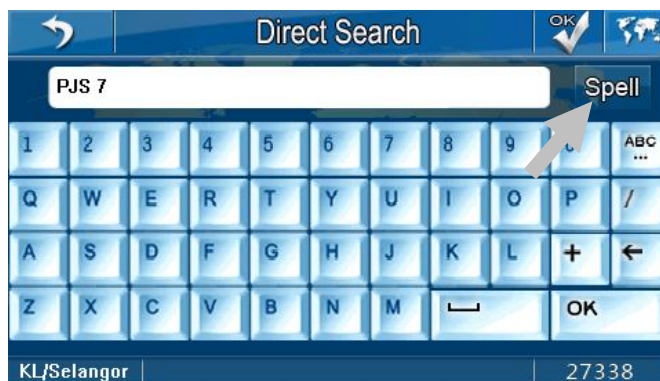 Direct Search OK
PJS 7 Spell
1 2 3 4 5 6 7 8 9 ABC ...
Q W E R T Y U I O P /
A S D F G H J K L +
Z X C V B N M OK
KL/Selangor 27338